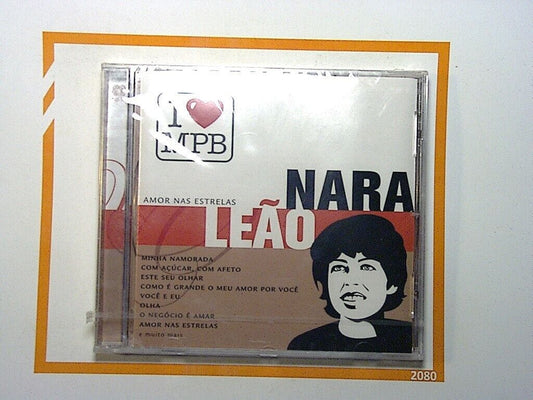 I ♥ MPB
AMOR NAS ESTRELAS
NARA
LEÃO
MINHA NAMORADA
COM AÇÚCAR, COM AFETO
ESTE SEU OLHAR
COMO É GRANDE O MEU AMOR POR VOCÊ
VOCÊ E EU
OLHA
O NEGÓCIO É AMAR
AMOR NAS ESTRELAS
e muito mais
2080